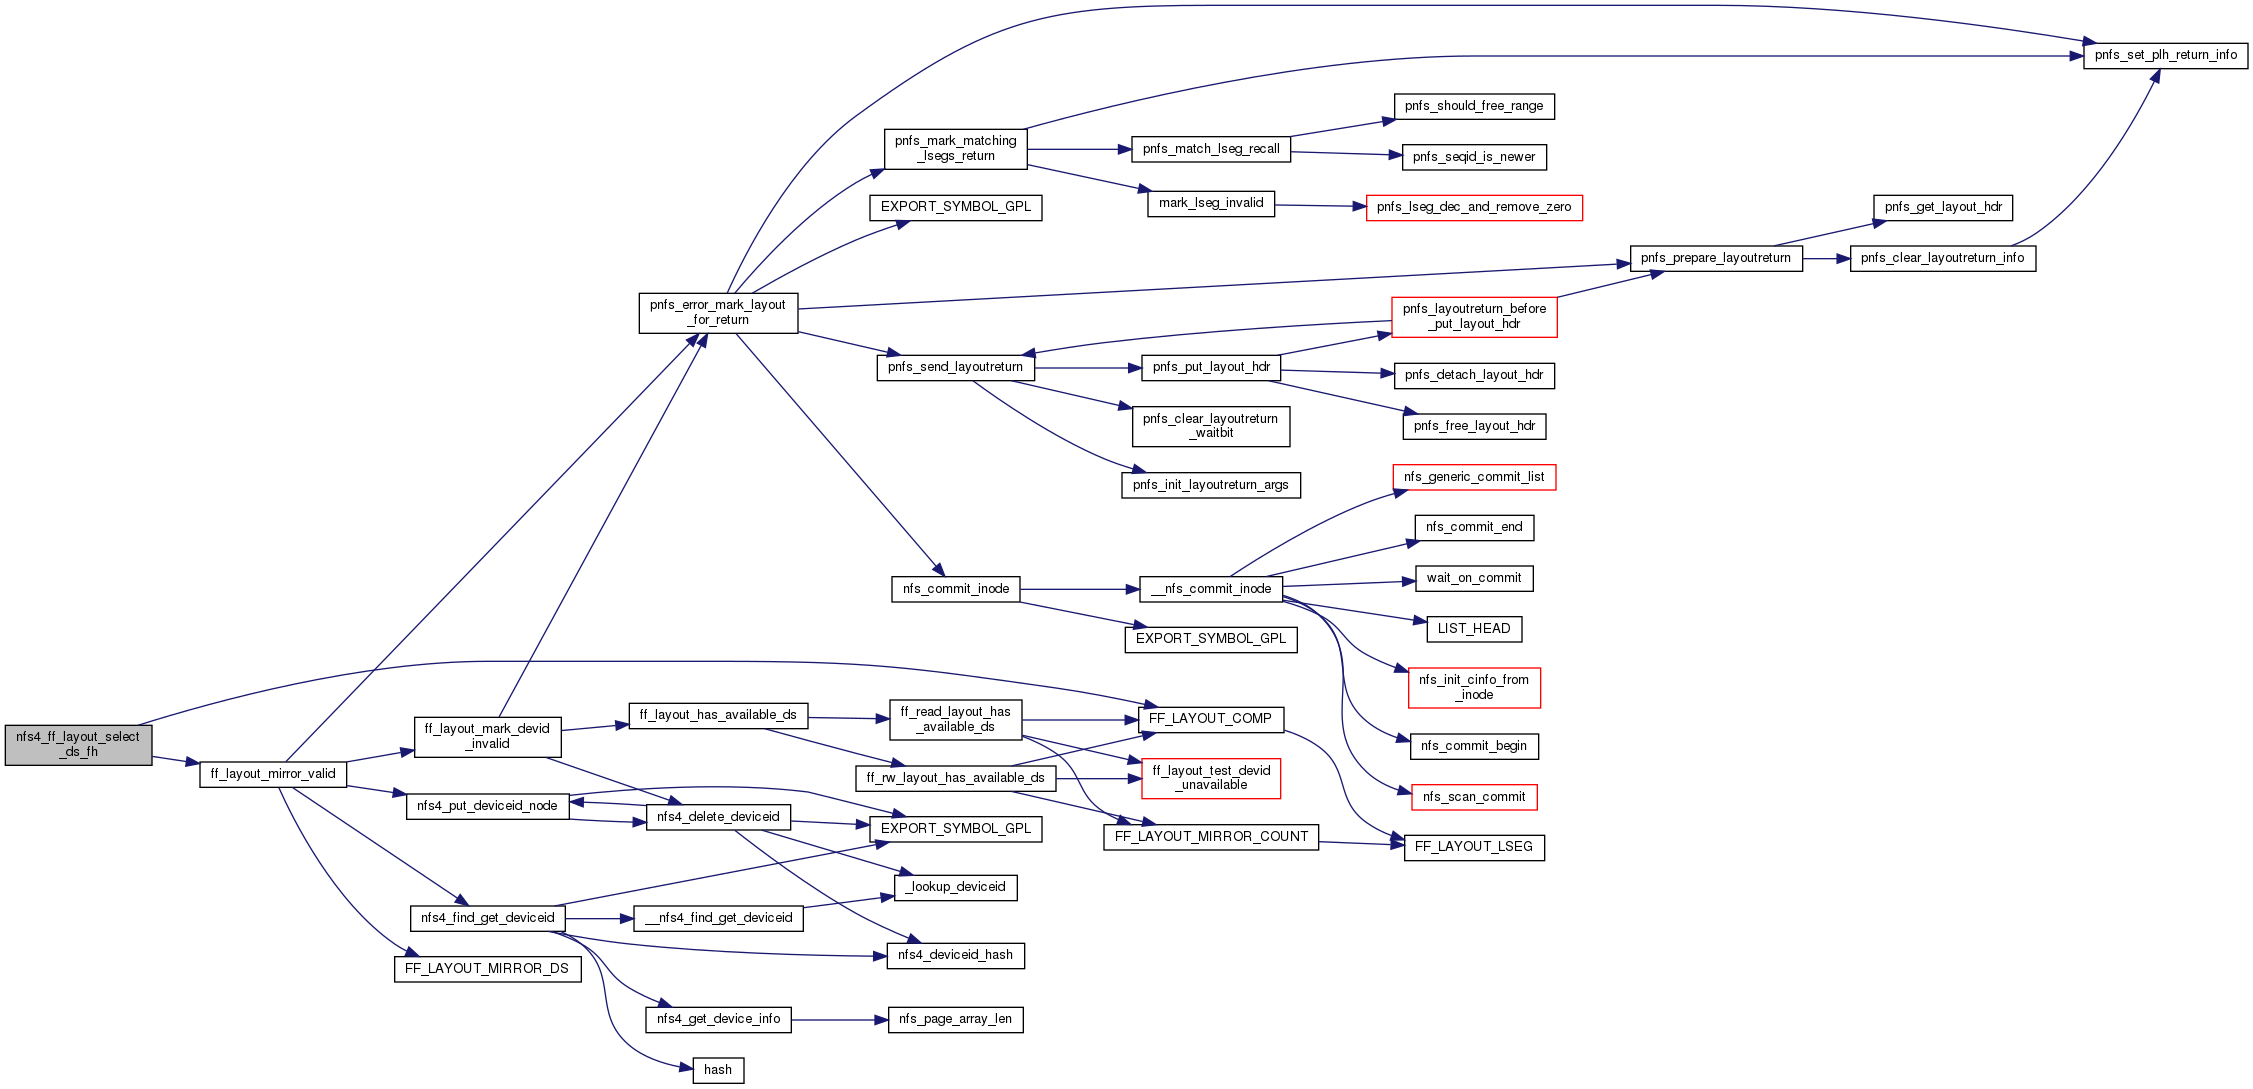 nfs4_ff_layout_select
_ds_fh
ff_layout_mirror_valid
ff_layout_mark_devid
_invalid
nfs4_put_deviceid_node
nfs4_find_get_deviceid
FF_LAYOUT_MIRROR_DS
pnfs_error_mark_layout
_for_return
ff_layout_has_available_ds
nfs4_delete_deviceid
__nfs4_find_get_deviceid
nfs4_get_device_info
hash
pnfs_mark_matching
_lsegs_return
EXPORT_SYMBOL_GPL
pnfs_send_layoutreturn
nfs_commit_inode
ff_read_layout_has
_available_ds
ff_rw_layout_has_available_ds
EXPORT_SYMBOL_GPL
_lookup_deviceid
nfs4_deviceid_hash
nfs_page_array_len
pnfs_match_lseg_recall
mark_lseg_invalid
pnfs_put_layout_hdr
pnfs_clear_layoutreturn
_waitbit
pnfs_init_layoutreturn_args
__nfs_commit_inode
EXPORT_SYMBOL_GPL
FF_LAYOUT_COMP
ff_layout_test_devid
_unavailable
FF_LAYOUT_MIRROR_COUNT
pnfs_should_free_range
pnfs_seqid_is_newer
pnfs_lseg_dec_and_remove_zero
pnfs_layoutreturn_before
_put_layout_hdr
pnfs_detach_layout_hdr
pnfs_free_layout_hdr
nfs_generic_commit_list
nfs_commit_end
wait_on_commit
LIST_HEAD
nfs_init_cinfo_from
_inode
nfs_commit_begin
nfs_scan_commit
FF_LAYOUT_LSEG
pnfs_prepare_layoutreturn
pnfs_get_layout_hdr
pnfs_clear_layoutreturn_info
pnfs_set_plh_return_info